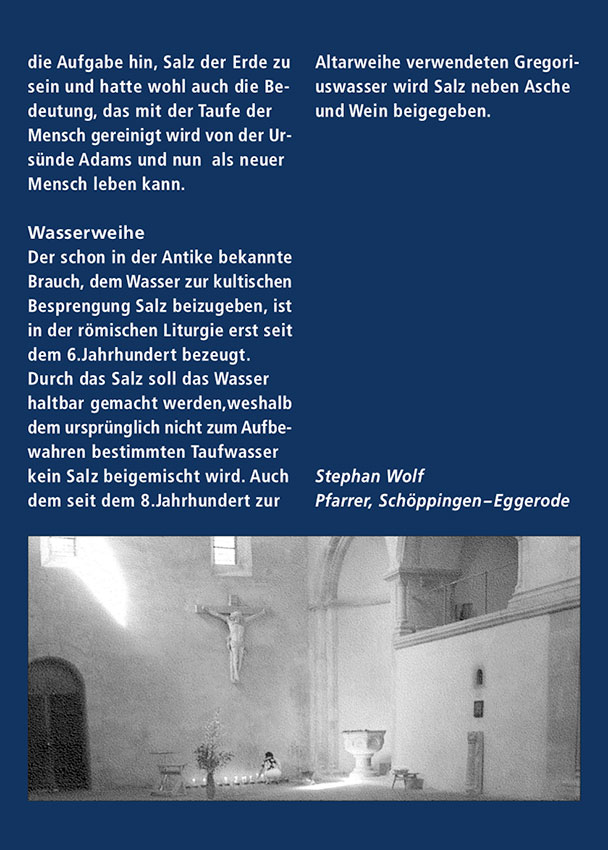 die Aufgabe hin, Salz der Erde zu
sein und hatte wohl auch die Be-
deutung, das mit der Taufe der
Mensch gereinigt wird von der Ur-
sünde Adams und nun  als neuer
Mensch leben kann.
Wasserweihe
Der schon in der Antike bekannte
Brauch, dem Wasser zur kultischen
Besprengung Salz beizugeben, ist
in der römischen Liturgie erst seit
dem 6.Jahrhundert bezeugt.
Durch das Salz soll das Wasser
haltbar gemacht werden,weshalb
dem ursprünglich nicht zum Aufbe-
wahren bestimmten Taufwasser
kein Salz beigemischt wird. Auch
dem seit dem 8.Jahrhundert zur
Altarweihe verwendeten Gregori-
uswasser wird Salz neben Asche
und Wein beigegeben.
Stephan Wolf
Pfarrer, Schöppingen–Eggerode